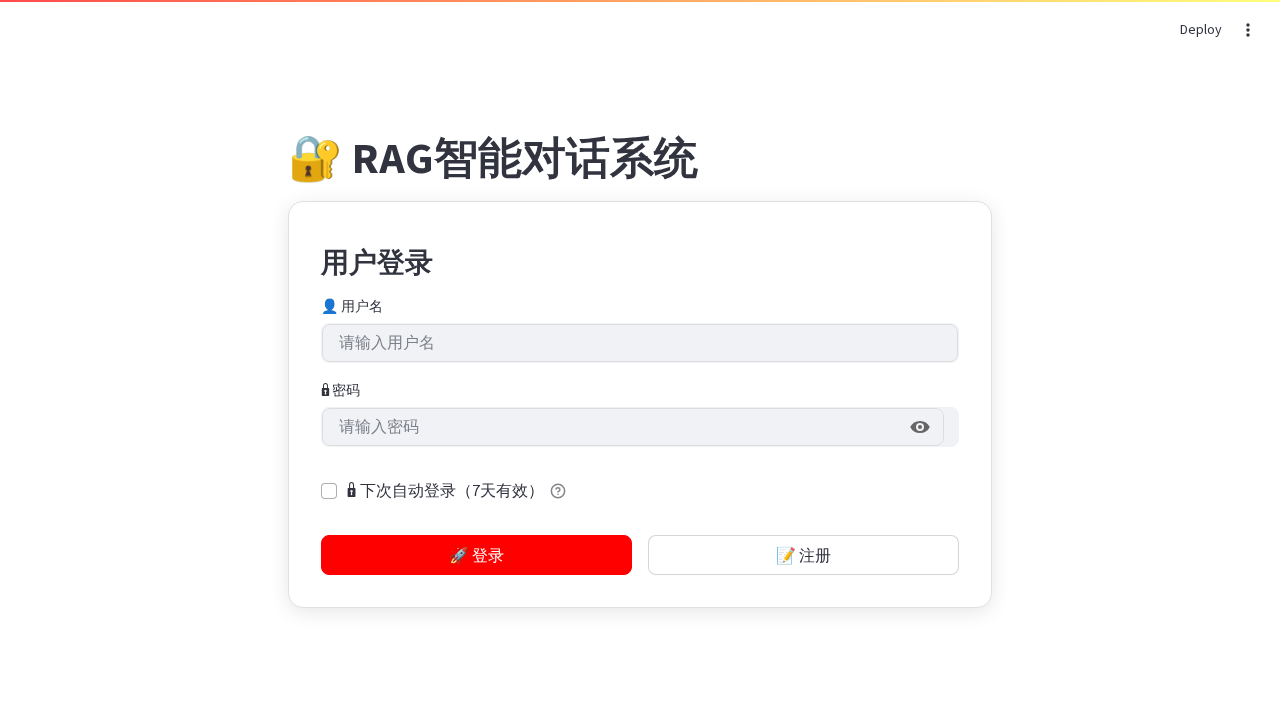 Deploy
🔐 RAG智能对话系统
用户登录
👤 用户名
请输入用户名
🔒 密码
请输入密码
🔒 下次自动登录（7天有效）
🚀 登录
📝 注册